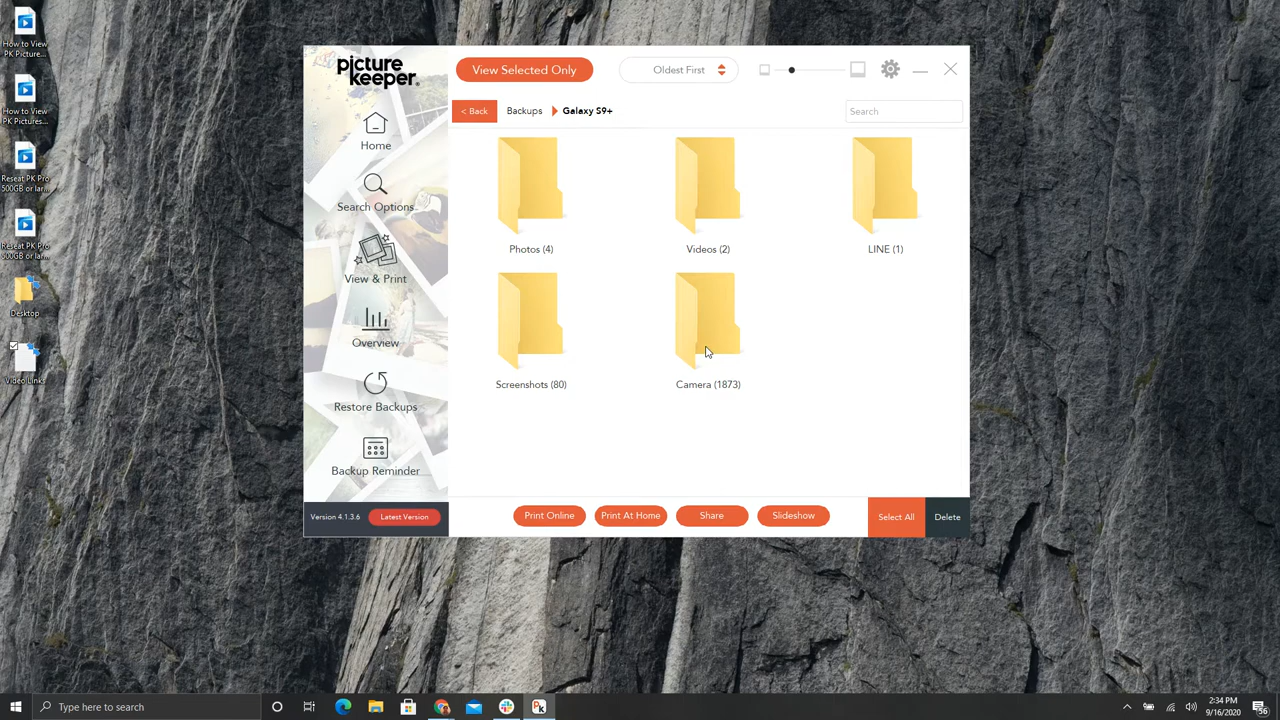 How to View
PK Picture...
How to View
PK Pictures...
Reseat PK Pro
500GB or lar...
Reseat PK Pro
500GB or lar...
Desktop
Video Links
picture
keeper
Home
Search Options
View & Print
Overview
Restore Backups
Backup Reminder
Version 4.1.3.6
Latest Version
View Selected Only
Oldest First
< Back
Backups
Galaxy S9+
Search
Photos (4)
Videos (2)
LINE (1)
Screenshots (80)
Camera (1873)
Print Online
Print At Home
Share
Slideshow
Select All
Delete
Type here to search
Pk
2:34 PM
9/16/2020
56